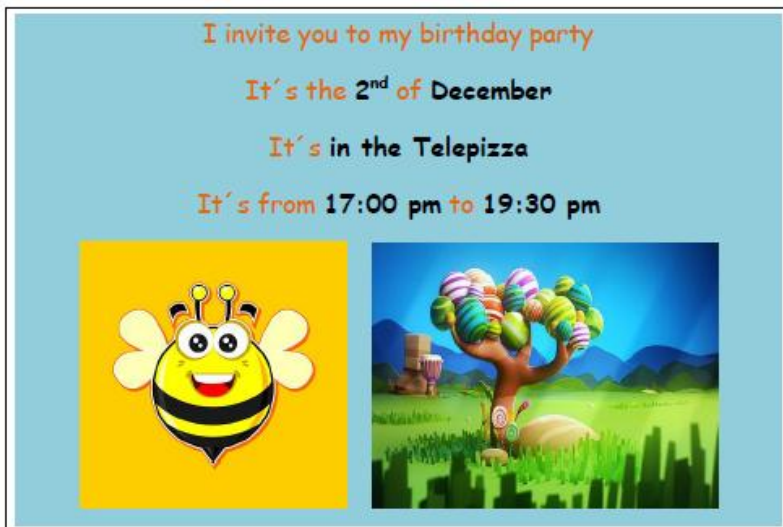 I invite you to my birthday party
It´s the 2nd of December
It´s in the Telepizza
It´s from 17:00 pm to 19:30 pm